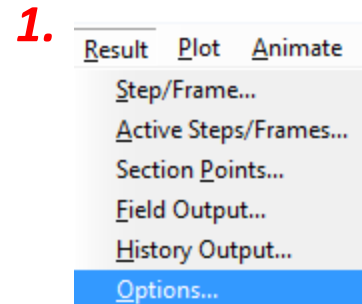 1.
Result Plot Animate
Step/Frame...
Active Steps/Frames...
Section Points...
Field Output...
History Output...
Options...